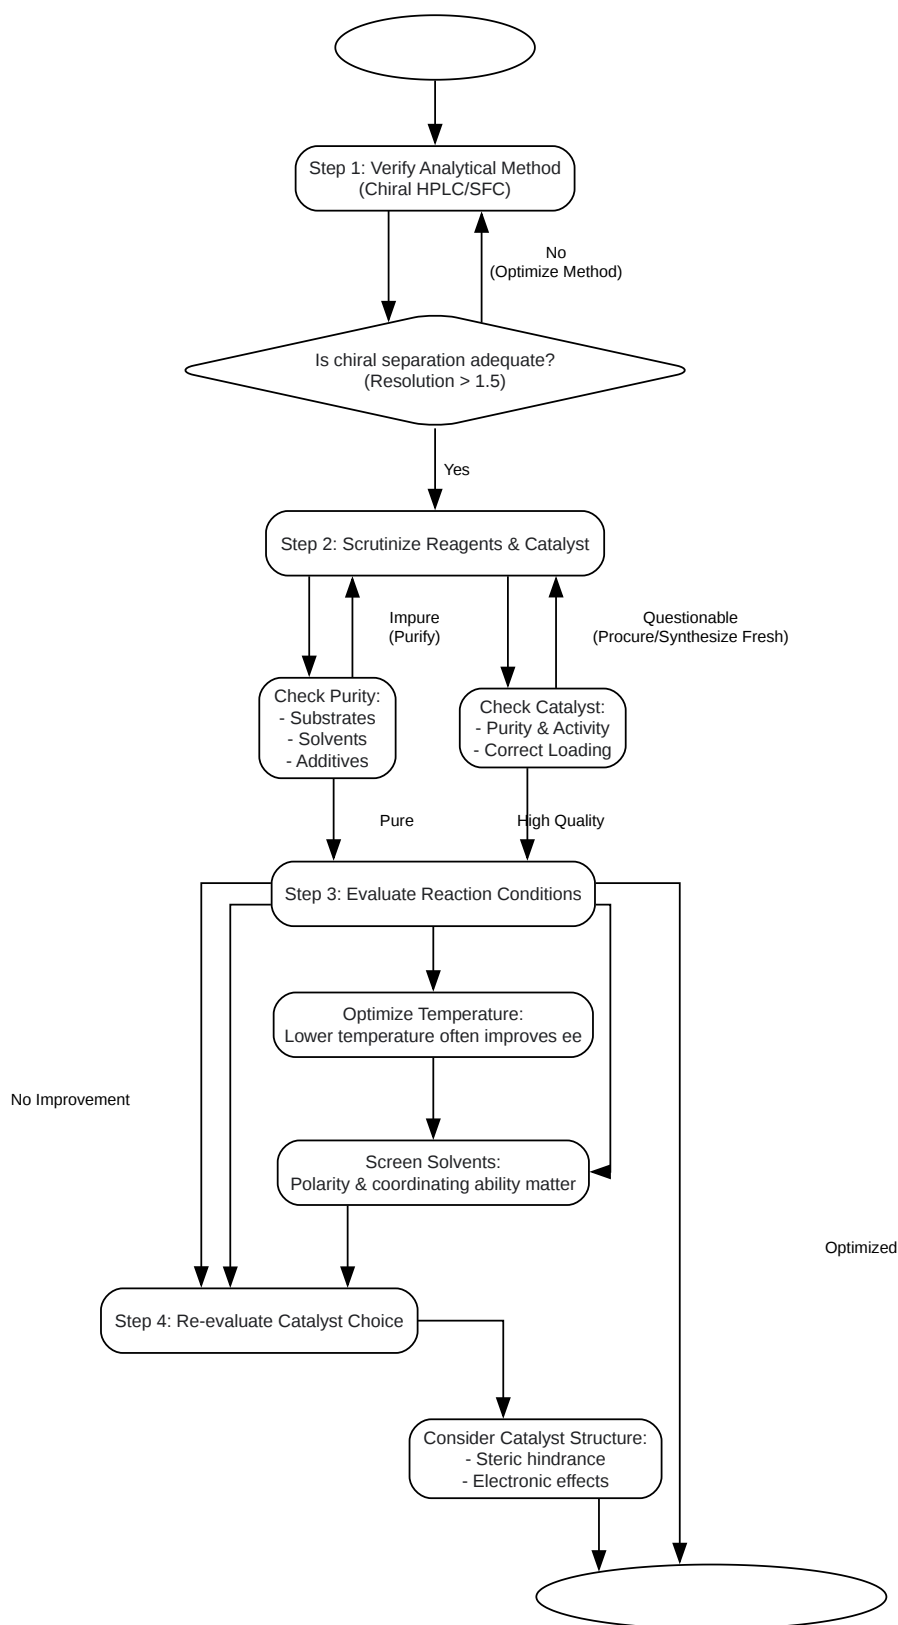 Step 1: Verify Analytical Method
(Chiral HPLC/SFC)
No
(Optimize Method)
Is chiral separation adequate?
(Resolution > 1.5)
Yes
Step 2: Scrutinize Reagents & Catalyst
Impure
(Purify)
Questionable
(Procure/Synthesize Fresh)
Check Purity:
- Substrates
- Solvents
- Additives
Check Catalyst:
- Purity & Activity
- Correct Loading
Pure
High Quality
Step 3: Evaluate Reaction Conditions
Optimize Temperature:
Lower temperature often improves ee
No Improvement
Screen Solvents:
Polarity & coordinating ability matter
Optimized
Step 4: Re-evaluate Catalyst Choice
Consider Catalyst Structure:
- Steric hindrance
- Electronic effects